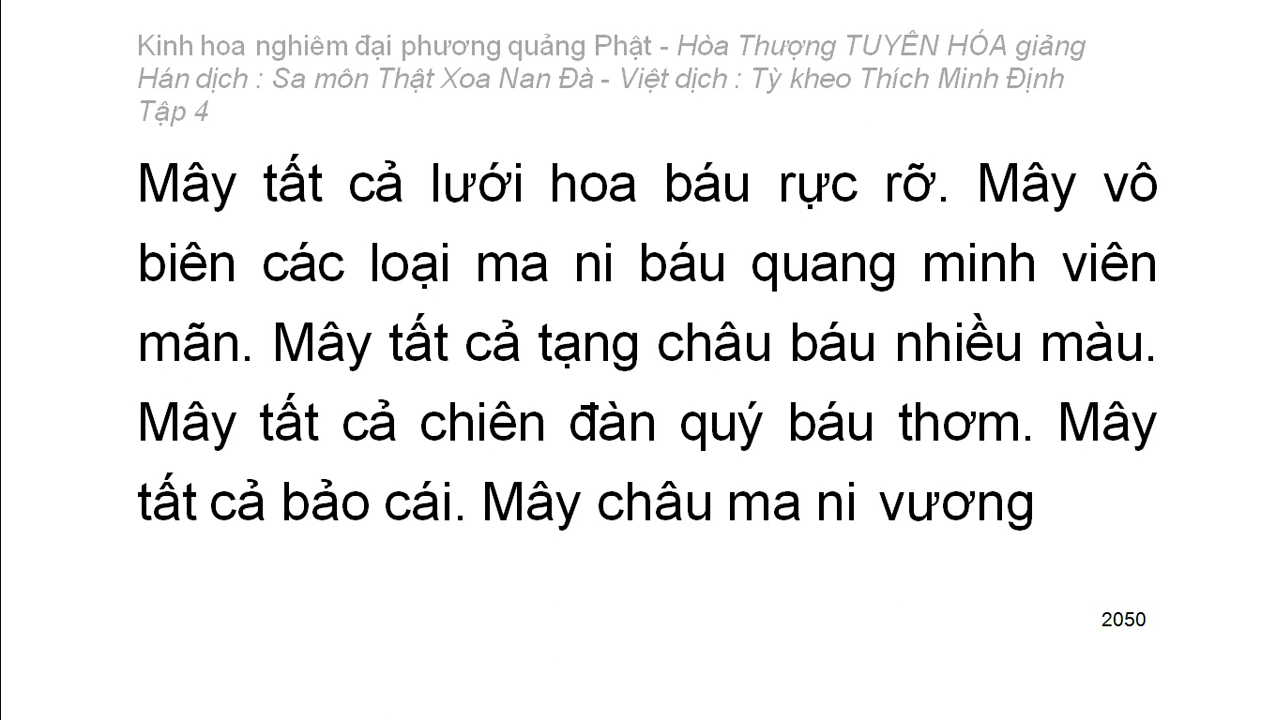 Kinh hoa nghiêm đại phương quảng Phật - Hòa Thượng TUYÊN HÓA giảng
Hán dịch : Sa môn Thật Xoa Nan Đà - Việt dịch : Tỳ kheo Thích Minh Định
Tập 4
Mây tất cả lưới hoa báu rực rỡ. Mây vô
biên các loại ma ni báu quang minh viên
mãn. Mây tất cả tạng châu báu nhiều màu.
Mây tất cả chiên đàn quý báu thơm. Mây
tất cả bảo cái. Mây châu ma ni vương
2050